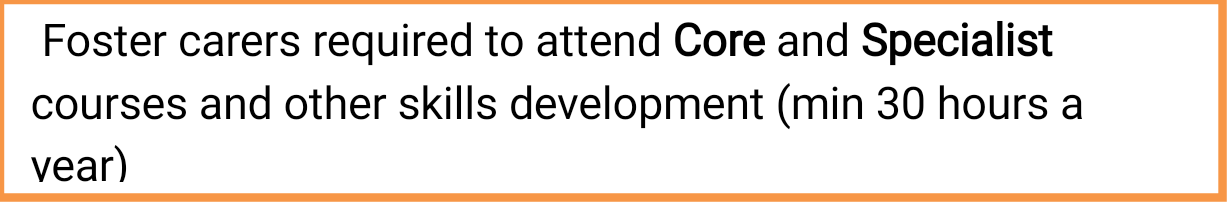 Foster carers required to attend Core and Specialist
courses and other skills development (min 30 hours a
year)